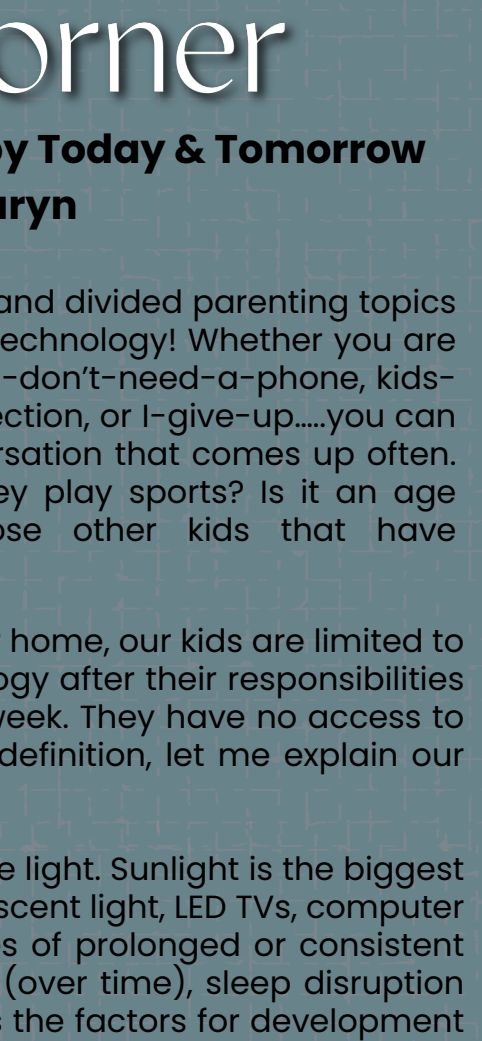 orner
by Today & Tomorrow
aryn
and divided parenting topics
echnology! Whether you are
-don't-need-a-phone, kids-
ection, or I-give-up.....you can
rsation that comes up often.
ey play sports? Is it an age
ose other kids that have
home, our kids are limited to
ogy after their responsibilities
week. They have no access to
definition, let me explain our
e light. Sunlight is the biggest
scent light, LED TVs, computer
es of prolonged or consistent
(over time), sleep disruption
s the factors for development